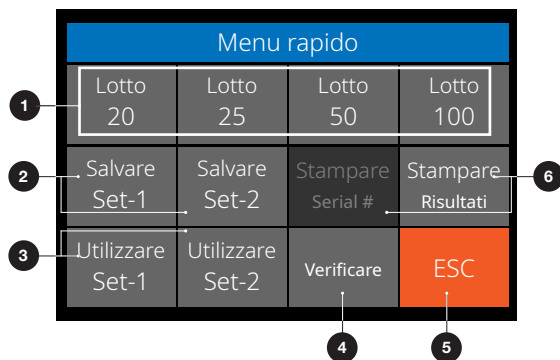 Menu rapido
Lotto Lotto Lotto Lotto
20 25 50 100
1
Salvare Salvare Stampare Stampare
Set-1 Set-2 Serial # Risultati
2 6
Utilizzare Utilizzare Verificare ESC
Set-1 Set-2
3
4 5